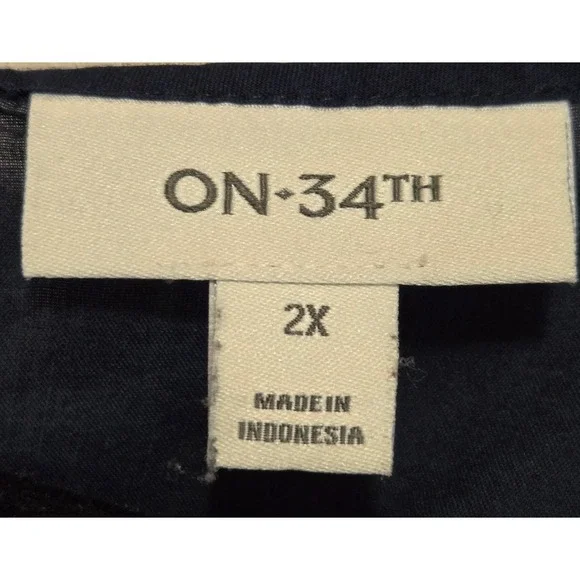 ON·34TH
2X
MADE IN
INDONESIA